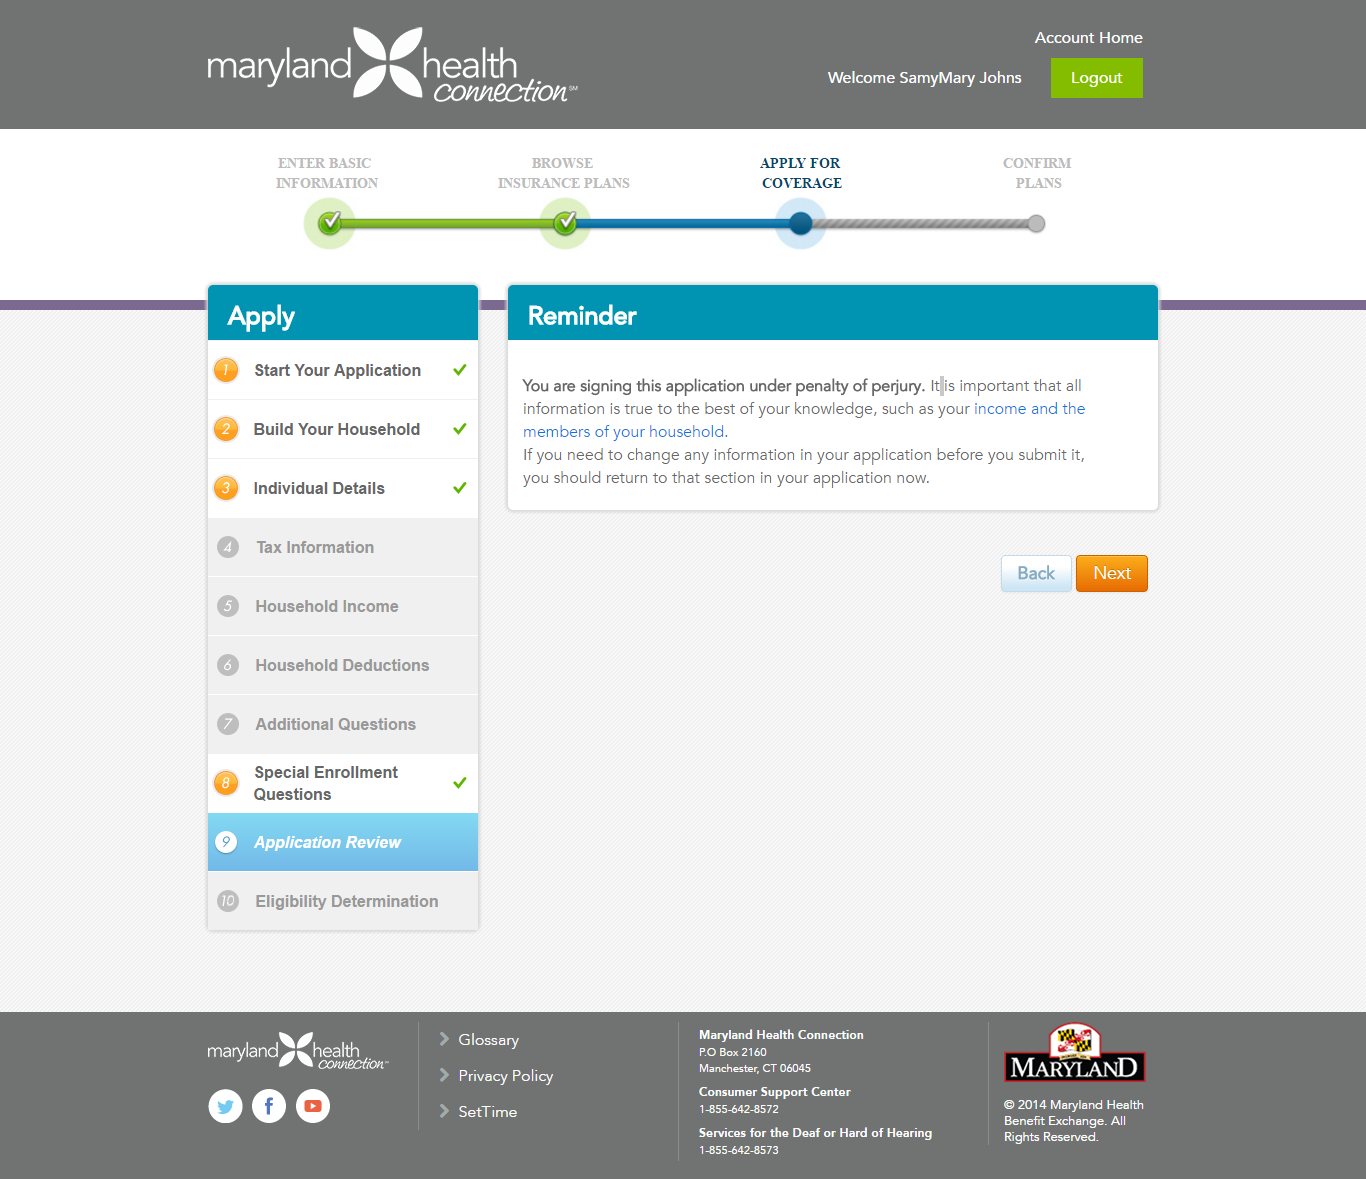 maryland health
connection SM
Account Home
Welcome SamyMary Johns
Logout
ENTER BASIC
INFORMATION
BROWSE
INSURANCE PLANS
APPLY FOR
COVERAGE
CONFIRM
PLANS
Apply
1 Start Your Application
2 Build Your Household
3 Individual Details
4 Tax Information
5 Household Income
6 Household Deductions
7 Additional Questions
8 Special Enrollment
Questions
9 Application Review
10 Eligibility Determination
Reminder
You are signing this application under penalty of perjury. It is important that all
information is true to the best of your knowledge, such as your income and the
members of your household.
If you need to change any information in your application before you submit it,
you should return to that section in your application now.
Back
Next
maryland health
connection SM
Glossary
Privacy Policy
SetTime
Maryland Health Connection
P.O Box 2160
Manchester, CT 06045
Consumer Support Center
1-855-642-8572
Services for the Deaf or Hard of Hearing
1-855-642-8573
MARYLAND
© 2014 Maryland Health
Benefit Exchange. All
Rights Reserved.